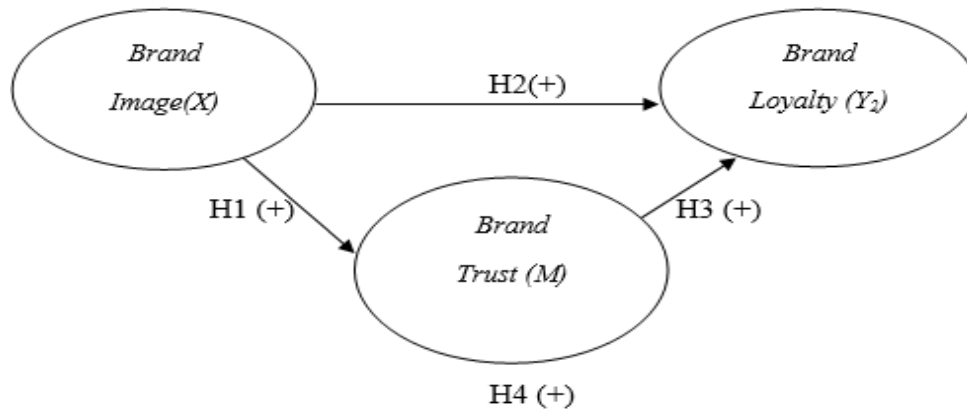 Brand
Image(X)
H2(+)
Brand
Loyalty (Y₂)
H1 (+)
H3 (+)
Brand
Trust (M)
H4 (+)